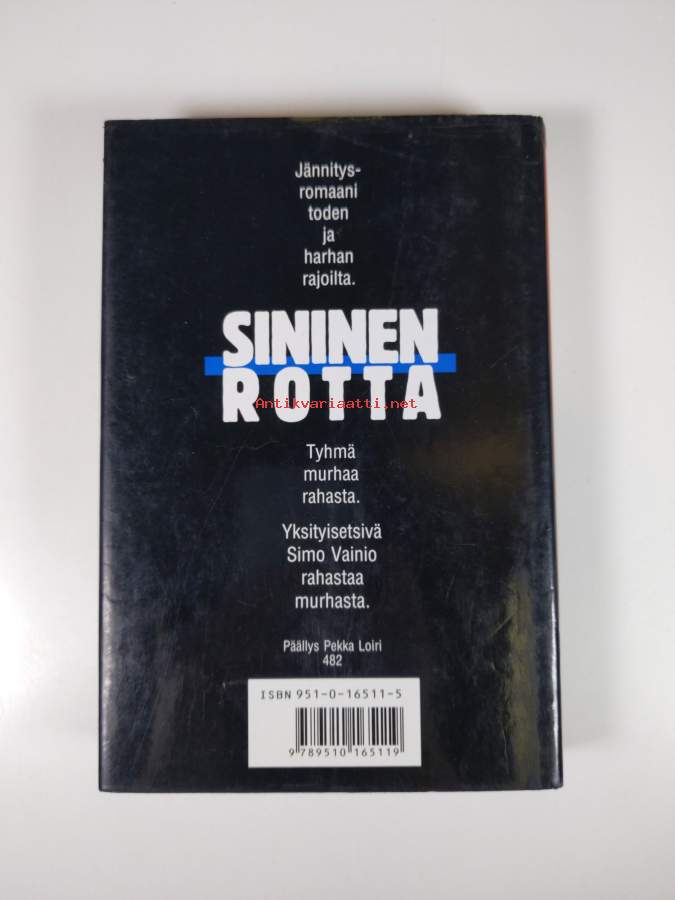 Jännitys-
romaani
toden
ja
harhan
rajoilta.
SININEN
ROTTA
Antikvariaatti.net
Tyhmä
murhaa
rahasta.
Yksityisetsivä
Simo Vainio
rahastaa
murhasta.
Päällys Pekka Loiri
482
ISBN 951-0-16511-5
9 789510 165119